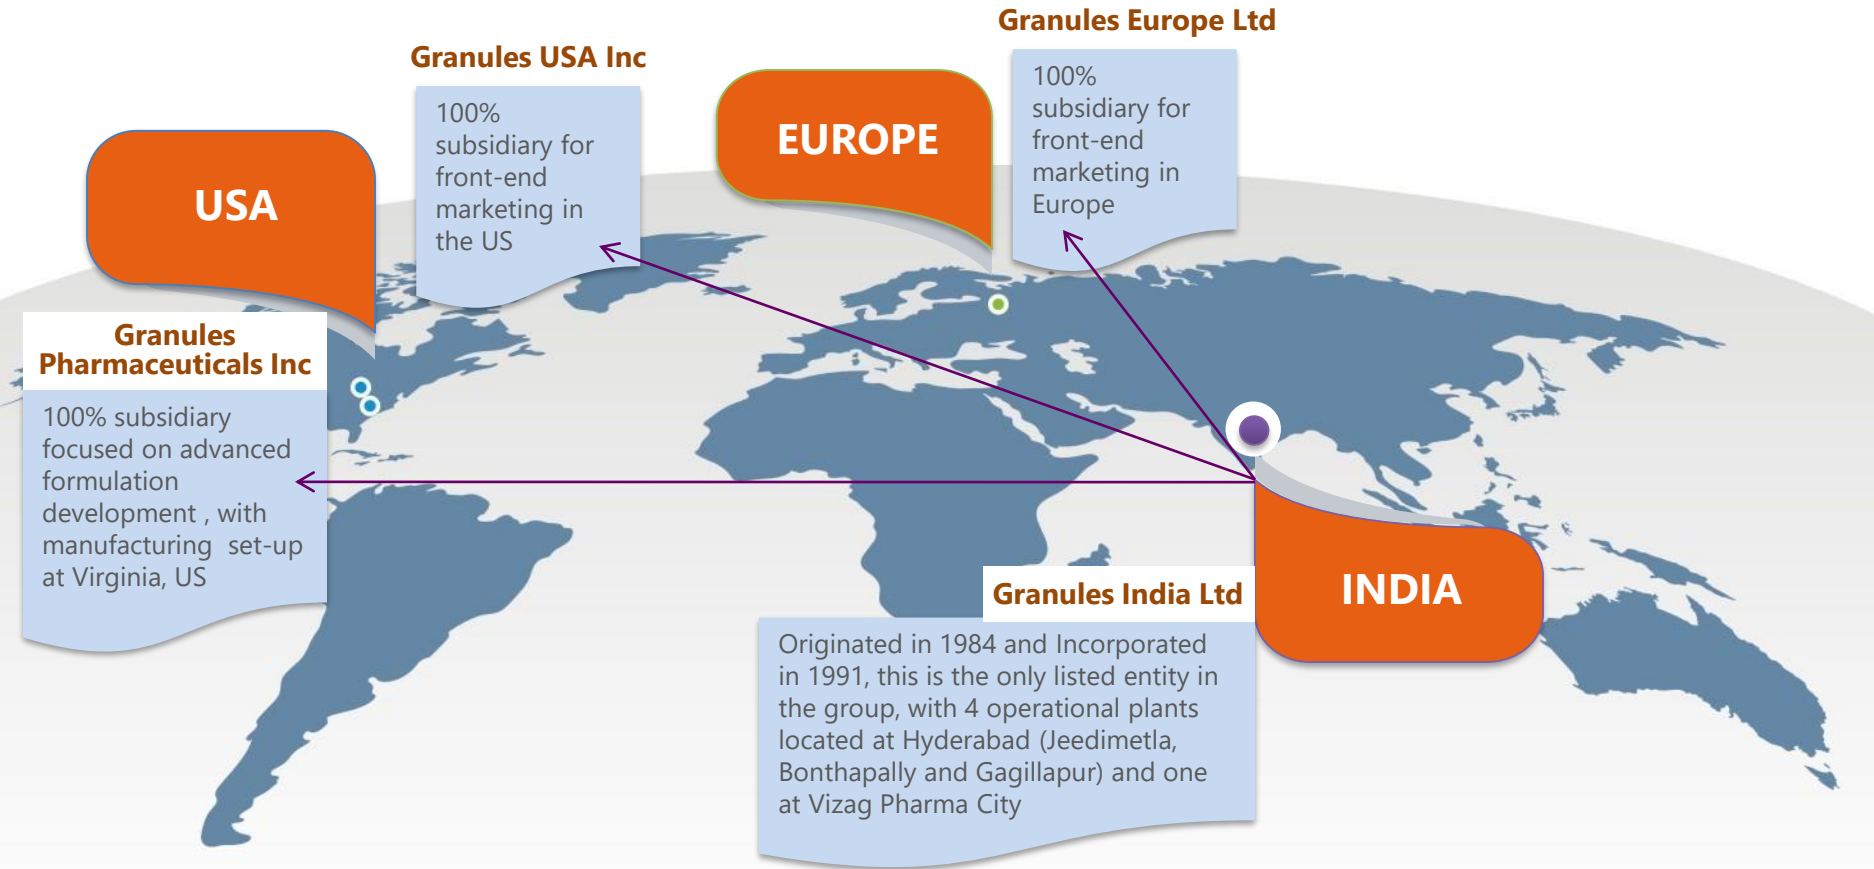 Granules Europe Ltd
100%
subsidiary for
front-end
marketing in
Europe
EUROPE
Granules USA Inc
100%
subsidiary for
front-end
marketing in
the US
USA
Granules
Pharmaceuticals Inc
100% subsidiary
focused on advanced
formulation
development , with
manufacturing  set-up
at Virginia, US
INDIA
Granules India Ltd
Originated in 1984 and Incorporated
in 1991, this is the only listed entity in
the group, with 4 operational plants
located at Hyderabad (Jeedimetla,
Bonthapally and Gagillapur) and one
at Vizag Pharma City